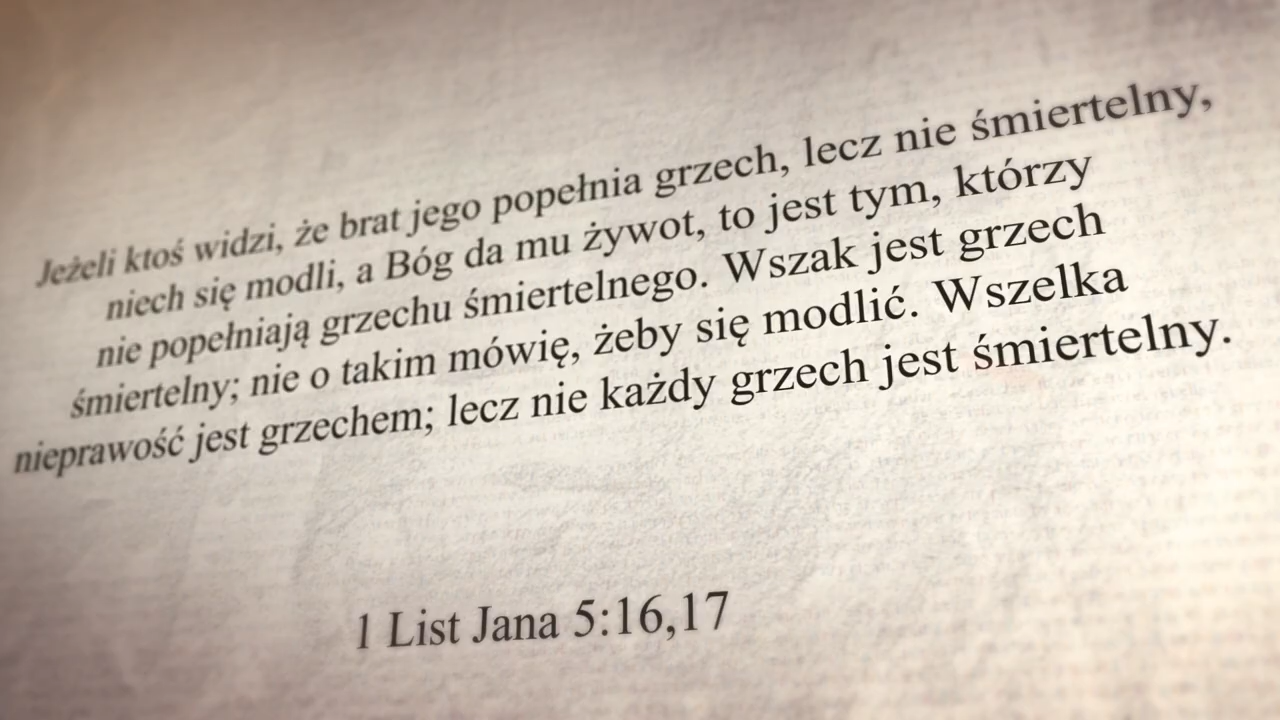 Jeżeli ktoś widzi, że brat jego popełnia grzech, lecz nie śmiertelny,
niech się modli, a Bóg da mu żywot, to jest tym, którzy
nie popełniają grzechu śmiertelnego. Wszak jest grzech
śmiertelny; nie o takim mówię, żeby się modlić. Wszelka
nieprawość jest grzechem; lecz nie każdy grzech jest śmiertelny.
1 List Jana 5:16,17